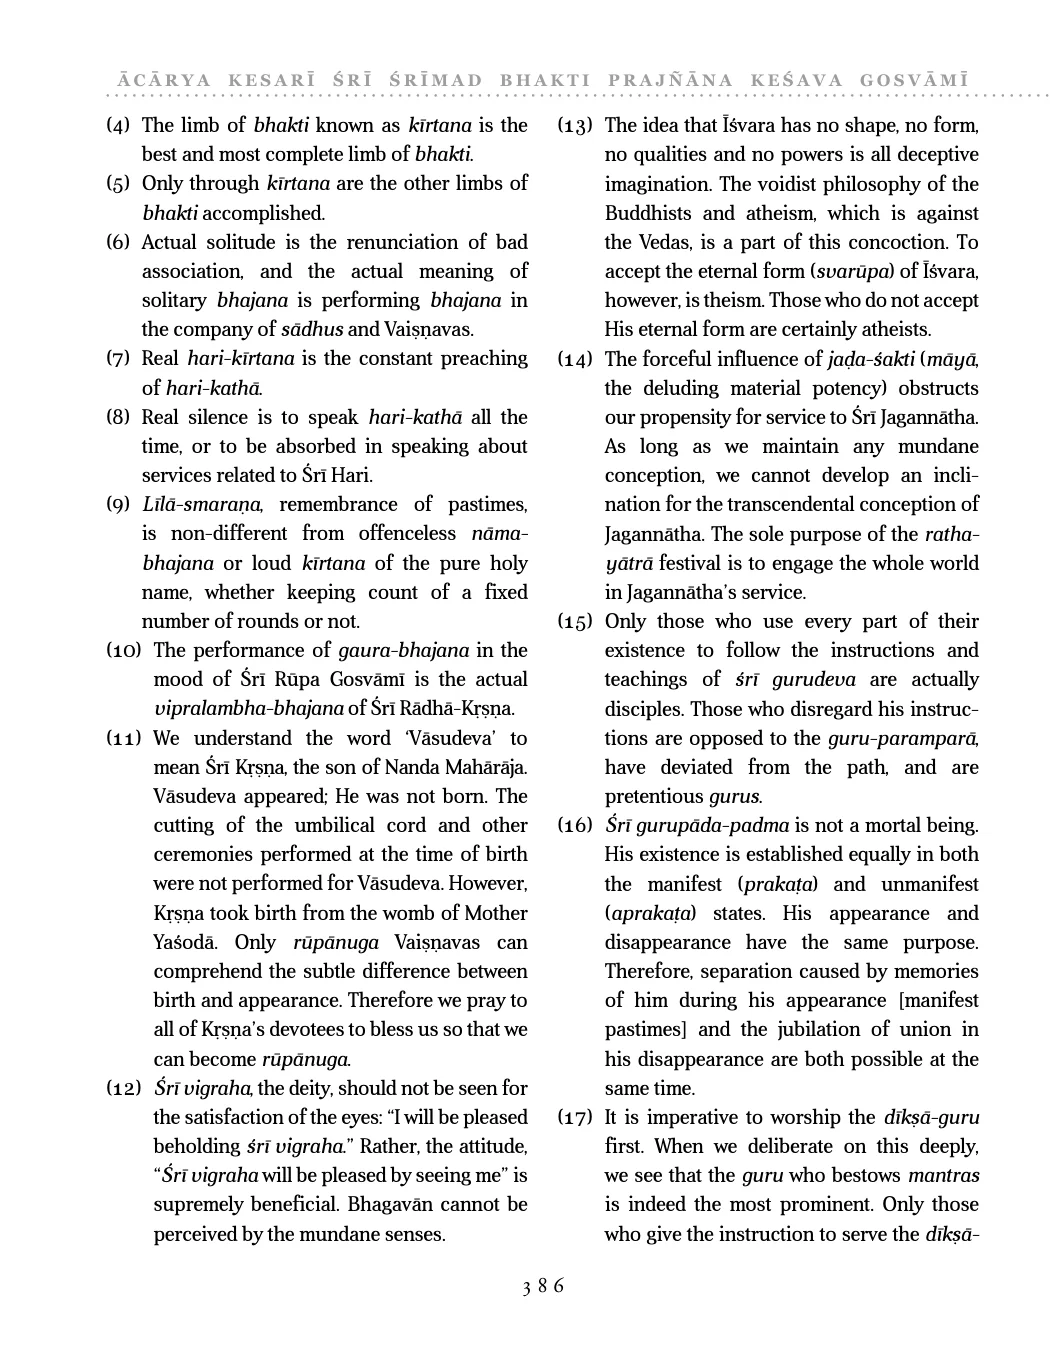 ĀCĀRYA KESARĪ ŚRĪ ŚRĪMAD BHAKTI PRAJÑĀNA KEŚAVA GOSVĀMĪ
(4) The limb of bhakti known as kīrtana is the
best and most complete limb of bhakti.
(5) Only through kīrtana are the other limbs of
bhakti accomplished.
(6) Actual solitude is the renunciation of bad
association, and the actual meaning of
solitary bhajana is performing bhajana in
the company of sādhus and Vaiṣṇavas.
(7) Real hari-kīrtana is the constant preaching
of hari-kathā.
(8) Real silence is to speak hari-kathā all the
time, or to be absorbed in speaking about
services related to Śrī Hari.
(9) Līlā-smaraṇa, remembrance of pastimes,
is non-different from offenceless nāma-
bhajana or loud kīrtana of the pure holy
name, whether keeping count of a fixed
number of rounds or not.
(10) The performance of gaura-bhajana in the
mood of Śrī Rūpa Gosvāmī is the actual
vipralambha-bhajana of Śrī Rādhā-Kṛṣṇa.
(11) We understand the word ‘Vāsudeva’ to
mean Śrī Kṛṣṇa, the son of Nanda Mahārāja.
Vāsudeva appeared; He was not born. The
cutting of the umbilical cord and other
ceremonies performed at the time of birth
were not performed for Vāsudeva. However,
Kṛṣṇa took birth from the womb of Mother
Yaśodā. Only rūpānuga Vaiṣṇavas can
comprehend the subtle difference between
birth and appearance. Therefore we pray to
all of Kṛṣṇa’s devotees to bless us so that we
can become rūpānuga.
(12) Śrī vigraha, the deity, should not be seen for
the satisfaction of the eyes: “I will be pleased
beholding śrī vigraha.” Rather, the attitude,
“Śrī vigraha will be pleased by seeing me” is
supremely beneficial. Bhagavān cannot be
perceived by the mundane senses.
(13) The idea that Īśvara has no shape, no form,
no qualities and no powers is all deceptive
imagination. The voidist philosophy of the
Buddhists and atheism, which is against
the Vedas, is a part of this concoction. To
accept the eternal form (svarūpa) of Īśvara,
however, is theism. Those who do not accept
His eternal form are certainly atheists.
(14) The forceful influence of jaḍa-śakti (māyā,
the deluding material potency) obstructs
our propensity for service to Śrī Jagannātha.
As long as we maintain any mundane
conception, we cannot develop an incli-
nation for the transcendental conception of
Jagannātha. The sole purpose of the ratha-
yātrā festival is to engage the whole world
in Jagannātha’s service.
(15) Only those who use every part of their
existence to follow the instructions and
teachings of śrī gurudeva are actually
disciples. Those who disregard his instruc-
tions are opposed to the guru-paramparā,
have deviated from the path, and are
pretentious gurus.
(16) Śrī gurupāda-padma is not a mortal being.
His existence is established equally in both
the manifest (prakaṭa) and unmanifest
(aprakaṭa) states. His appearance and
disappearance have the same purpose.
Therefore, separation caused by memories
of him during his appearance [manifest
pastimes] and the jubilation of union in
his disappearance are both possible at the
same time.
(17) It is imperative to worship the dīkṣā-guru
first. When we deliberate on this deeply,
we see that the guru who bestows mantras
is indeed the most prominent. Only those
who give the instruction to serve the dīkṣā-
386